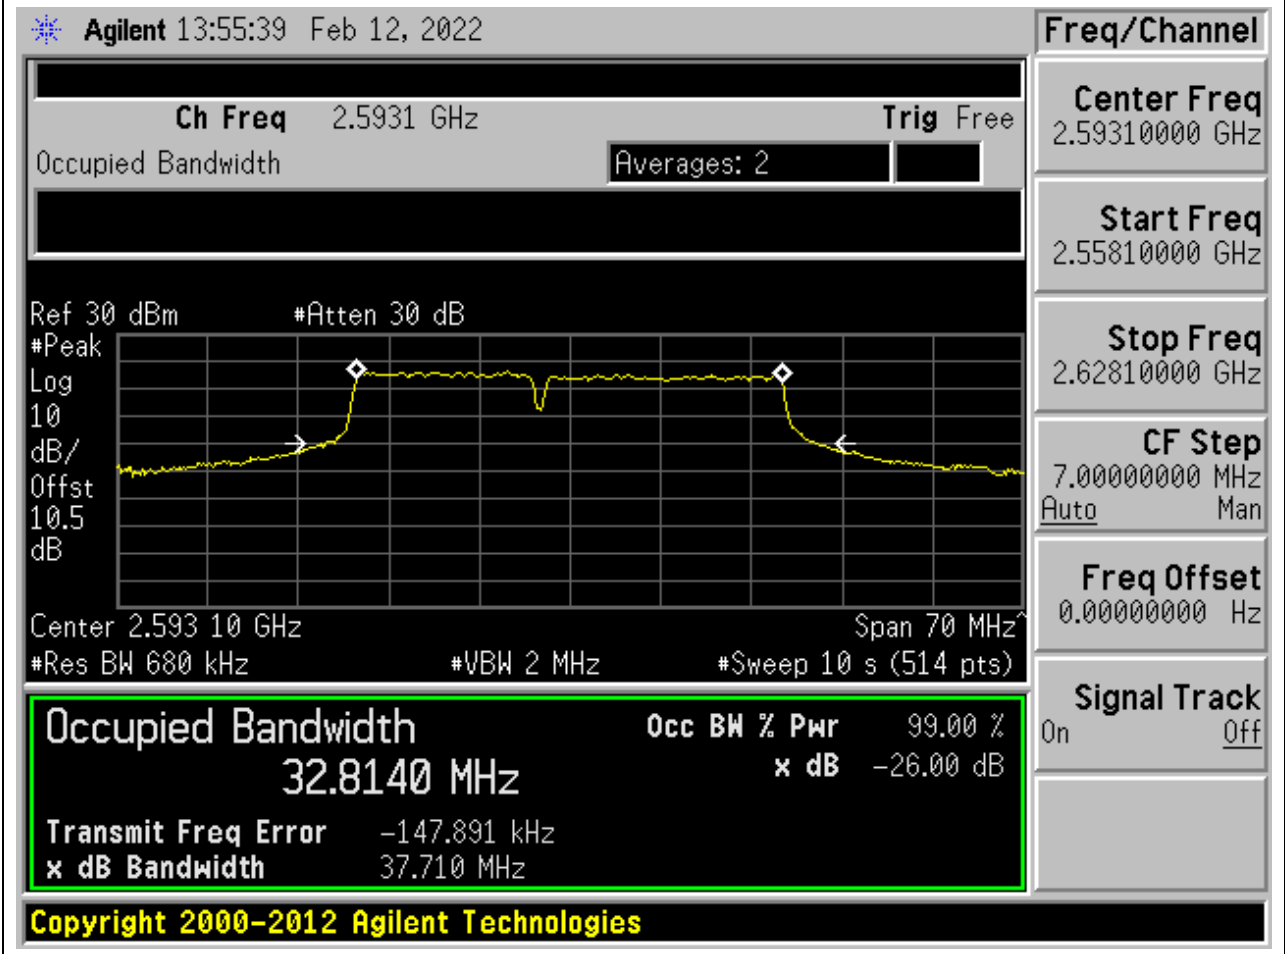 Agilent 13:55:39 Feb 12, 2022
Freq/Channel
Ch Freq 2.5931 GHz Trig Free
Occupied Bandwidth Averages: 2
Ref 30 dBm #Atten 30 dB
#Peak
Log
10
dB/
Offst
10.5
dB
Center 2.593 10 GHz Span 70 MHz^
#Res BW 680 kHz #VBW 2 MHz #Sweep 10 s (514 pts)
Occupied Bandwidth Occ BW % Pwr 99.00 %
32.8140 MHz x dB -26.00 dB
Transmit Freq Error -147.891 kHz
x dB Bandwidth 37.710 MHz
Copyright 2000-2012 Agilent Technologies
Center Freq
2.59310000 GHz
Start Freq
2.55810000 GHz
Stop Freq
2.62810000 GHz
CF Step
7.00000000 MHz
Auto Man
Freq Offset
0.00000000 Hz
Signal Track
On Off